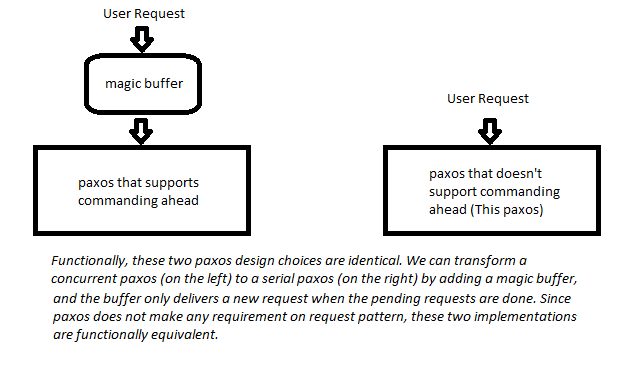 User Request
magic buffer
paxos that supports
commanding ahead
User Request
paxos that doesn't
support commanding
ahead (This paxos)
Functionally, these two paxos design choices are identical. We can transform a
concurrent paxos (on the left) to a serial paxos (on the right) by adding a magic buffer,
and the buffer only delivers a new request when the pending requests are done. Since
paxos does not make any requirement on request pattern, these two implementations
are functionally equivalent.